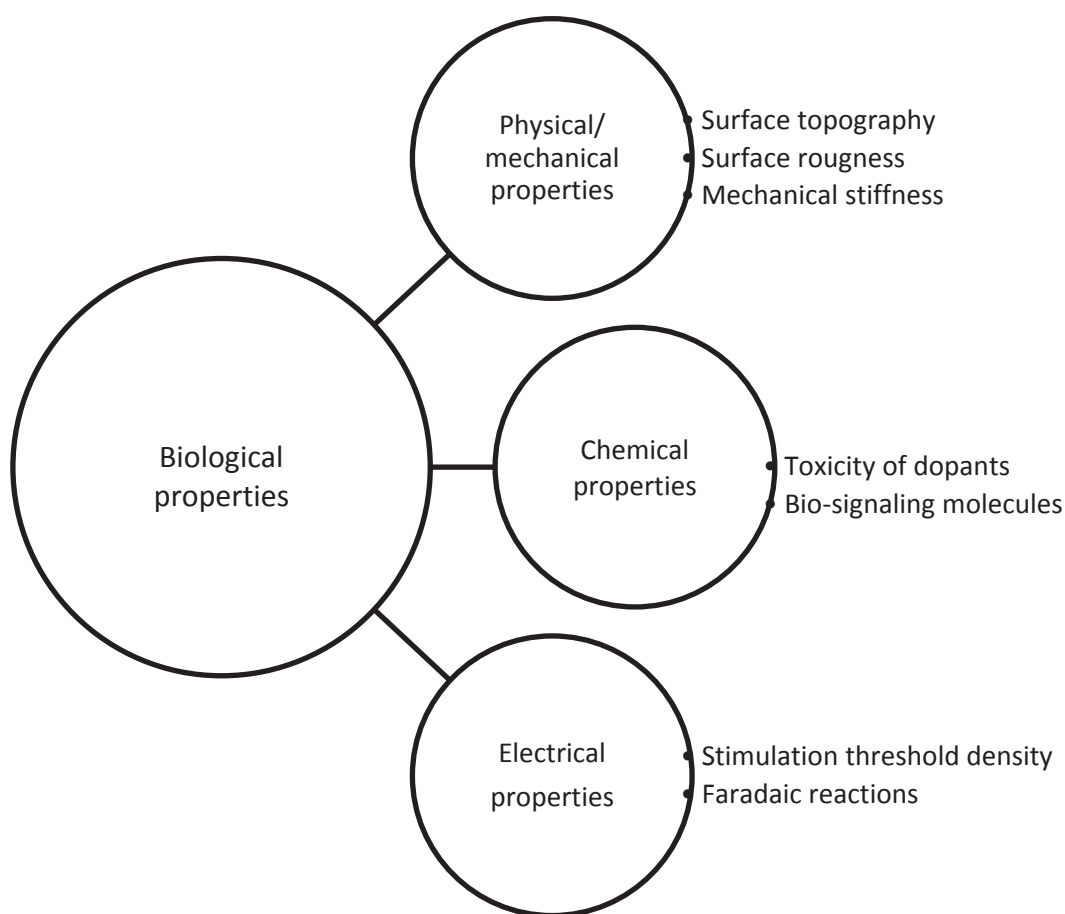 Physical/
mechanical
properties
• Surface topography
• Surface rougness
• Mechanical stiffness
Biological
properties
Chemical
properties
• Toxicity of dopants
• Bio-signaling molecules
Electrical
properties
• Stimulation threshold density
• Faradaic reactions